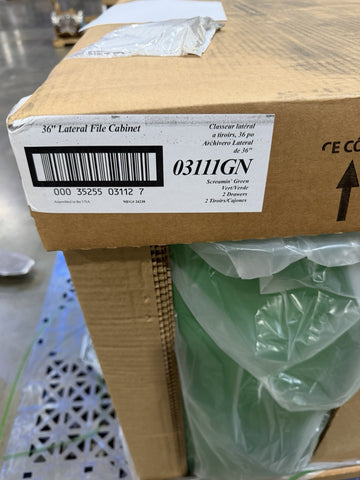 36" Lateral File Cabinet
Classeur latéral
a tiroirs, 36 po
Archivero Lateral
de 36"
03111GN
000 35255 03112 7
Screamin' Green
Vert/Verde
2 Drawers
2 Tiroirs/Cajones
Assembled in the USA
CE CÔ